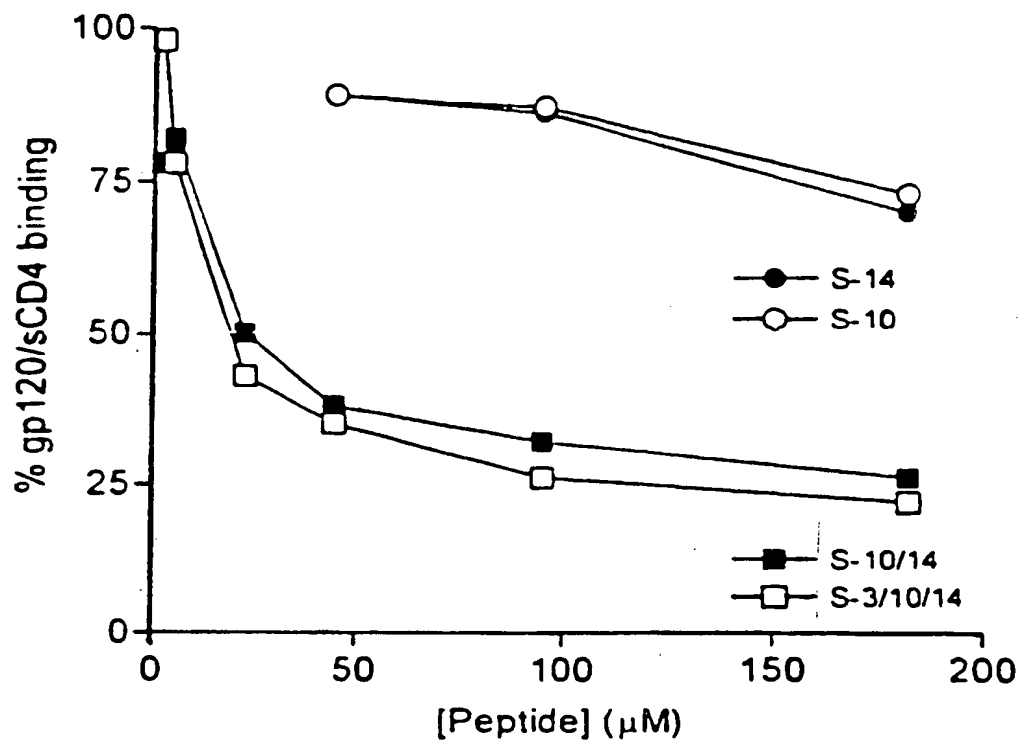 100
75
50
25
0
% gp120/sCD4 binding
S-14
S-10
S-10/14
S-3/10/14
0 50 100 150 200
[Peptide] (µM)